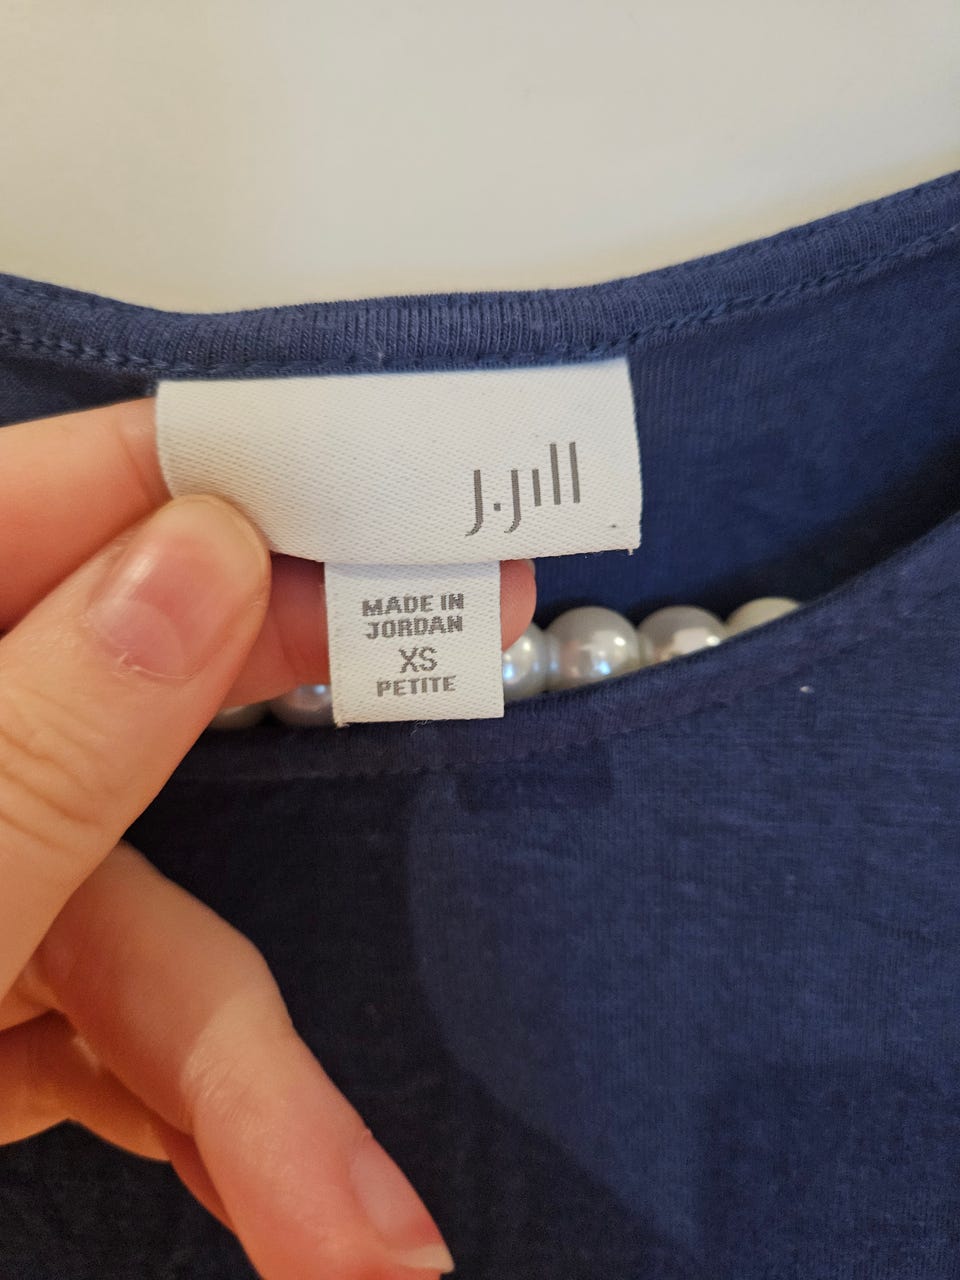 J.Jill
MADE IN
JORDAN
XS
PETITE